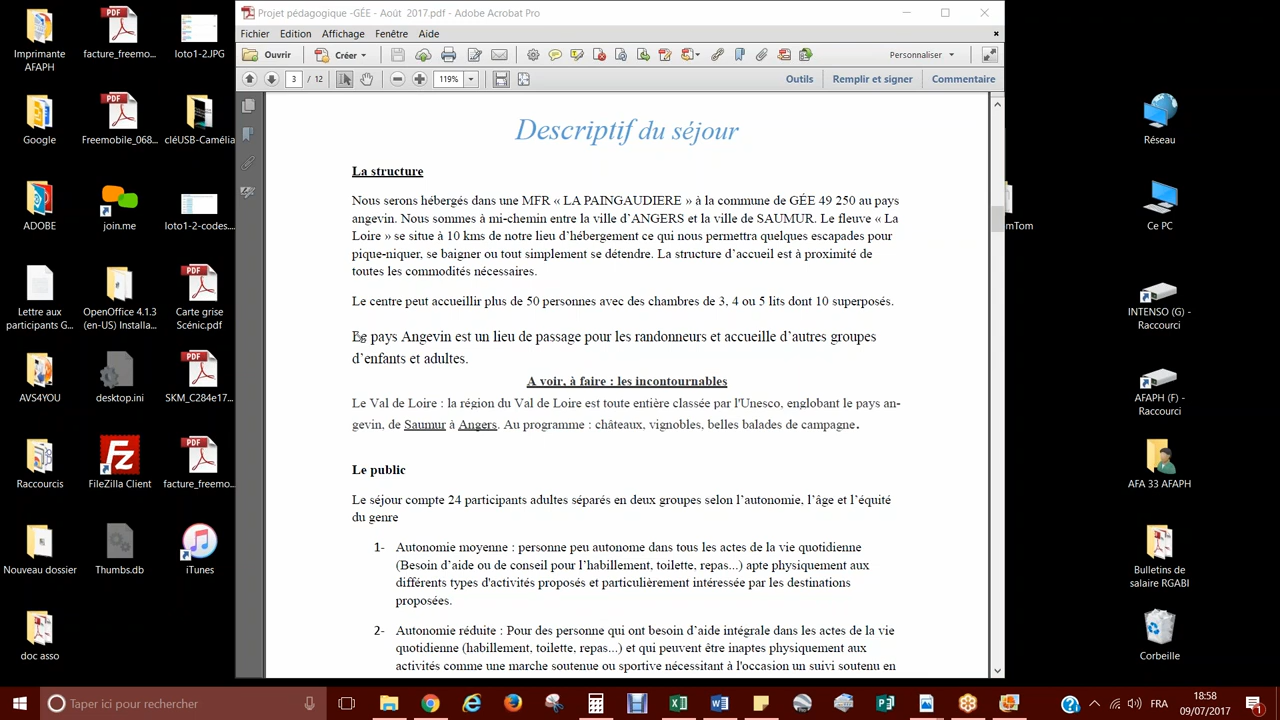 Projet pédagogique -GÉE - Août 2017.pdf - Adobe Acrobat Pro
Fichier Edition Affichage Fenêtre Aide
Ouvrir Créer Personnaliser
3 / 12 119% Outils Remplir et signer Commentaire
Descriptif du séjour
La structure
Nous serons hébergés dans une MFR « LA PAINGAUDIERE » à la commune de GÉE 49 250 au pays
angevin. Nous sommes à mi-chemin entre la ville d’ANGERS et la ville de SAUMUR. Le fleuve « La
Loire » se situe à 10 kms de notre lieu d’hébergement ce qui nous permettra quelques escapades pour
pique-niquer, se baigner ou tout simplement se détendre. La structure d’accueil est à proximité de
toutes les commodités nécessaires.
Le centre peut accueillir plus de 50 personnes avec des chambres de 3, 4 ou 5 lits dont 10 superposés.
Le pays Angevin est un lieu de passage pour les randonneurs et accueille d’autres groupes
d’enfants et adultes.
A voir, à faire : les incontournables
Le Val de Loire : la région du Val de Loire est toute entière classée par l'Unesco, englobant le pays an-
gevin, de Saumur à Angers. Au programme : châteaux, vignobles, belles balades de campagne.
Le public
Le séjour compte 24 participants adultes séparés en deux groupes selon l’autonomie, l’âge et l’équité
du genre
1- Autonomie moyenne : personne peu autonome dans tous les actes de la vie quotidienne
(Besoin d’aide ou de conseil pour l’habillement, toilette, repas...) apte physiquement aux
différents types d'activités proposés et particulièrement intéressée par les destinations
proposées.
2- Autonomie réduite : Pour des personne qui ont besoin d’aide intégrale dans les actes de la vie
quotidienne (habillement, toilette, repas...) et qui peuvent être inaptes physiquement aux
activités comme une marche soutenue ou sportive nécessitant à l'occasion un suivi soutenu en
Imprimante
AFAPH
facture_freemo...
loto1-2.JPG
Google
Freemobile_068...
cléUSB-Camélia
ADOBE
join.me
loto1-2-codes...
Lettre aux
participants G...
OpenOffice 4.1.3
(en-US) Installa...
Carte grise
Scénic.pdf
AVS4YOU
desktop.ini
SKM_C284e17...
Raccourcis
FileZilla Client
facture_freemo...
Nouveau dossier
Thumbs.db
iTunes
doc asso
Réseau
mTom
Ce PC
INTENSO (G) -
Raccourci
AFAPH (F) -
Raccourci
AFA 33 AFAPH
Bulletins de
salaire RGABI
Corbeille
Taper ici pour rechercher
FRA
18:58
09/07/2017
1